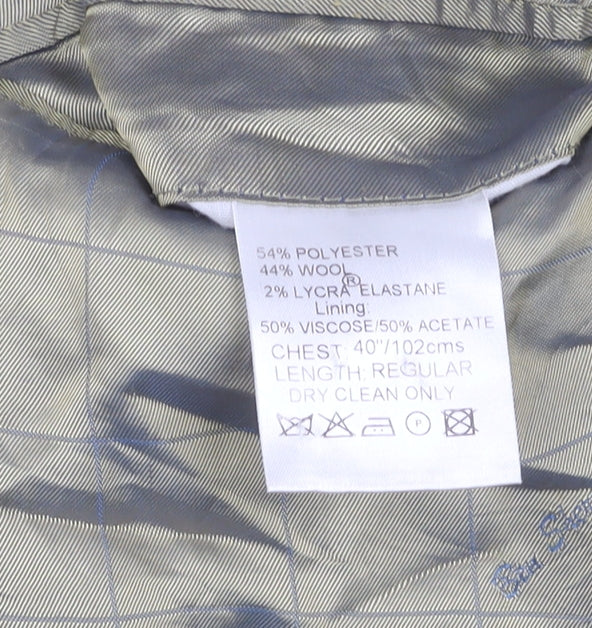 54% POLYESTER
44% WOOL
2% LYCRA® ELASTANE
Lining:
50% VISCOSE/50% ACETATE
CHEST: 40"/102cms
LENGTH: REGULAR
DRY CLEAN ONLY
P
Ben